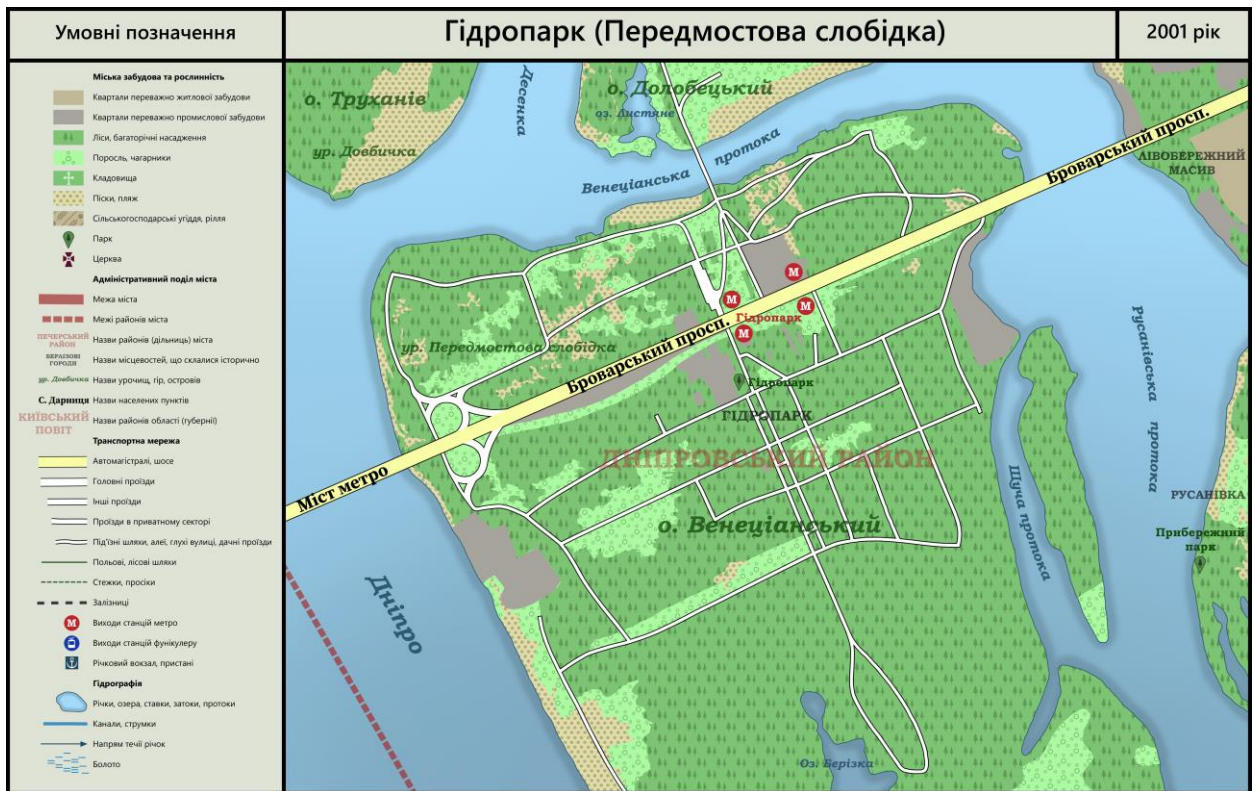 Умовні позначення
Гідропарк (Передмостова слобідка)
2001 рік
Міська забудова та рослинність
Квартали переважно житлової забудови
Квартали переважно промислової забудови
Ліси, багаторічні насадження
Поросль, чагарники
Кладовища
Піски, пляж
Сільськогосподарські угіддя, рілля
Парк
Церква
Адміністративний поділ міста
Межа міста
Межі районів міста
ПЕЧЕРСЬКИЙ
РАЙОН
Назви районів (дільниць) міста
БЕРІЗОВІ
ГОРОДИ
Назви місцевостей, що склалися історично
ур. Довбичка
Назви урочищ, гір, островів
С. Дарниця
Назви населених пунктів
КИЇВСЬКИЙ
ПОВІТ
Назви районів області (губернії)
Транспортна мережа
Автомагістралі, шосе
Головні проїзди
Інші проїзди
Проїзди в приватному секторі
Під'їзні шляхи, алеї, глухі вулиці, дачні проїзди
Польові, лісові шляхи
Стежки, просіки
Залізниці
М
Виходи станцій метро
Виходи станцій фунікулеру
Річковий вокзал, пристані
Гідрографія
Річки, озера, ставки, затоки, протоки
Канали, струмки
Напрям течії річок
Болото
о. Труханів
ур. Довбичка
Десенка
о. Долобецький
оз. Листяне
Венеціанська протока
Броварський просп.
ЛІВОБЕРЕЖНИЙ
МАСИВ
М
М
М
М
Гідропарк
ур. Передмостова слобідка
Броварський просп.
Гідропарк
ГІДРОПАРК
ДНІПРОВСЬКИЙ РАЙОН
Міст метро
о. Венеціанський
Дніпро
Щуча протока
Русанівська протока
РУСАНІВКА
Прибережний
парк
Оз. Берізка